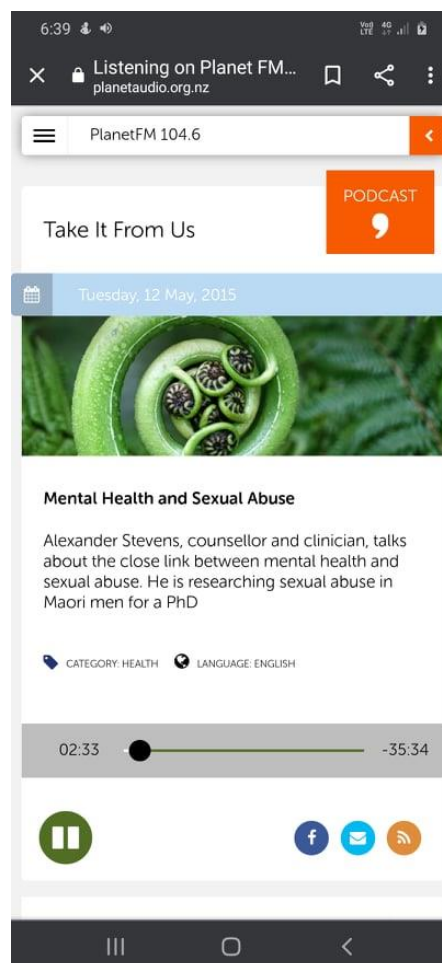 6:39
Vo)) LTE 4G
Listening on Planet FM...
planetaudio.org.nz
PlanetFM 104.6
PODCAST
Take It From Us
Tuesday, 12 May, 2015
Mental Health and Sexual Abuse
Alexander Stevens, counsellor and clinician, talks
about the close link between mental health and
sexual abuse. He is researching sexual abuse in
Maori men for a PhD
CATEGORY: HEALTH LANGUAGE: ENGLISH
02:33 -35:34
f